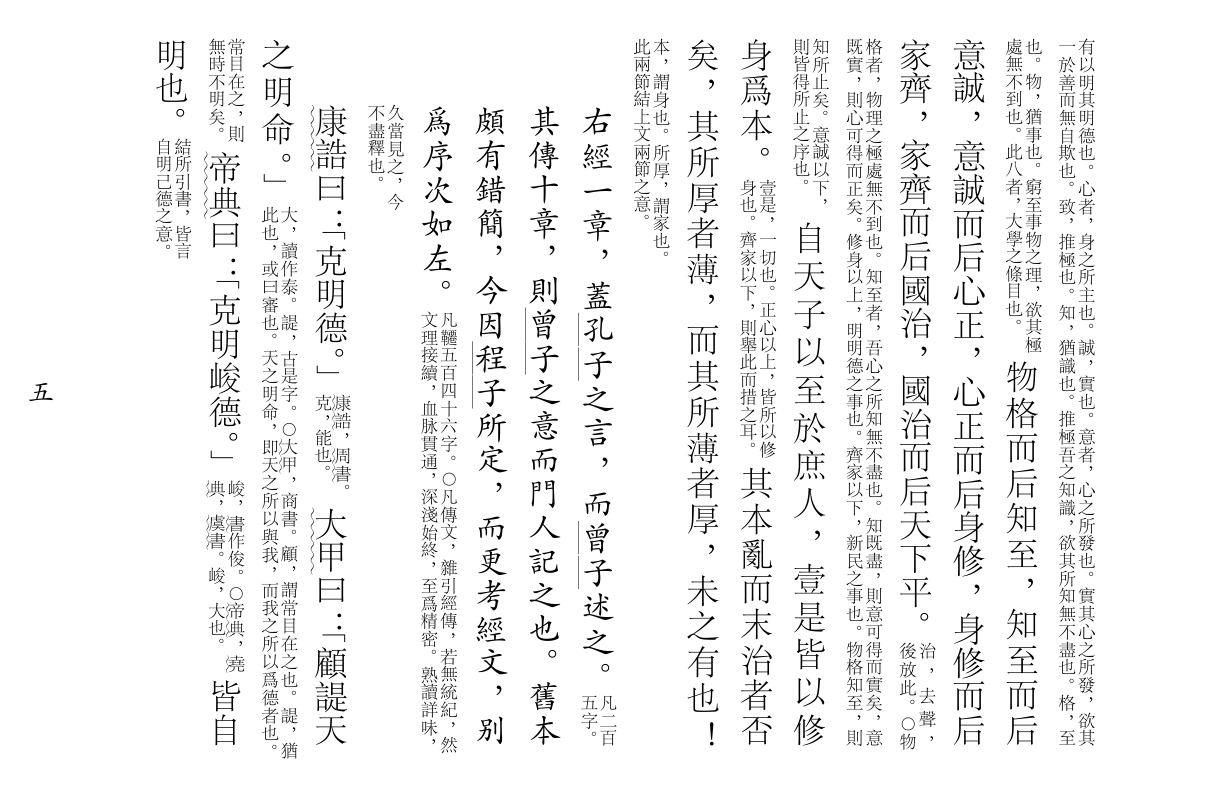 有以明其明德也。心者，身之所主也。誠，實也。意者，心之所發也。實其心之所發，欲其
一於善而無自欺也。致，推極也。知，猶識也。推極吾之知識，欲其所知無不盡也。格，至
也。物，猶事也。窮至事物之理，欲其極
處無不到也。此八者，大學之條目也。
物格而后知至，知至而后
意誠，意誠而后心正，心正而后身修，身修而后
家齊，家齊而后國治，國治而后天下平。
治，去聲，
後放此。○物
格者，物理之極處無不到也。知至者，吾心之所知無不盡也。知既盡，則意可得而實矣，意
既實，則心可得而正矣。修身以上，明明德之事也。齊家以下，新民之事也。物格知至，則
知所止矣。意誠以下，
則皆得所止之序也。
自天子以至於庶人，壹是皆以修
身爲本。
壹是，一切也。正心以上，皆所以修
身也。齊家以下，則舉此而措之耳。
其本亂而末治者否
矣，其所厚者薄，而其所薄者厚，未之有也！
本，謂身也。所厚，謂家也。
此兩節結上文兩節之意。
右經一章，蓋孔子之言，而曾子述之。
凡二百
五字。
其傳十章，則曾子之意而門人記之也。舊本
頗有錯簡，今因程子所定，而更考經文，別
爲序次如左。
凡韆五百四十六字。○凡傳文，雜引經傳，若無統紀，然
文理接續，血脉貫通，深淺始終，至爲精密。熟讀詳味，
久當見之，今
不盡釋也。
康誥曰：「克明德。」
康誥，周書。
克，能也。
大甲曰：「顧諟天
之明命。」
大，讀作泰。諟，古是字。○大甲，商書。顧，謂常目在之也。諟，猶
此也，或曰審也。天之明命，即天之所以與我，而我之所以爲德者也。
常目在之，則
無時不明矣。
帝典曰：「克明峻德。」
峻，書作俊。○帝典，堯
典，虞書。峻，大也。
皆自
明也。
結所引書，皆言
自明己德之意。
五